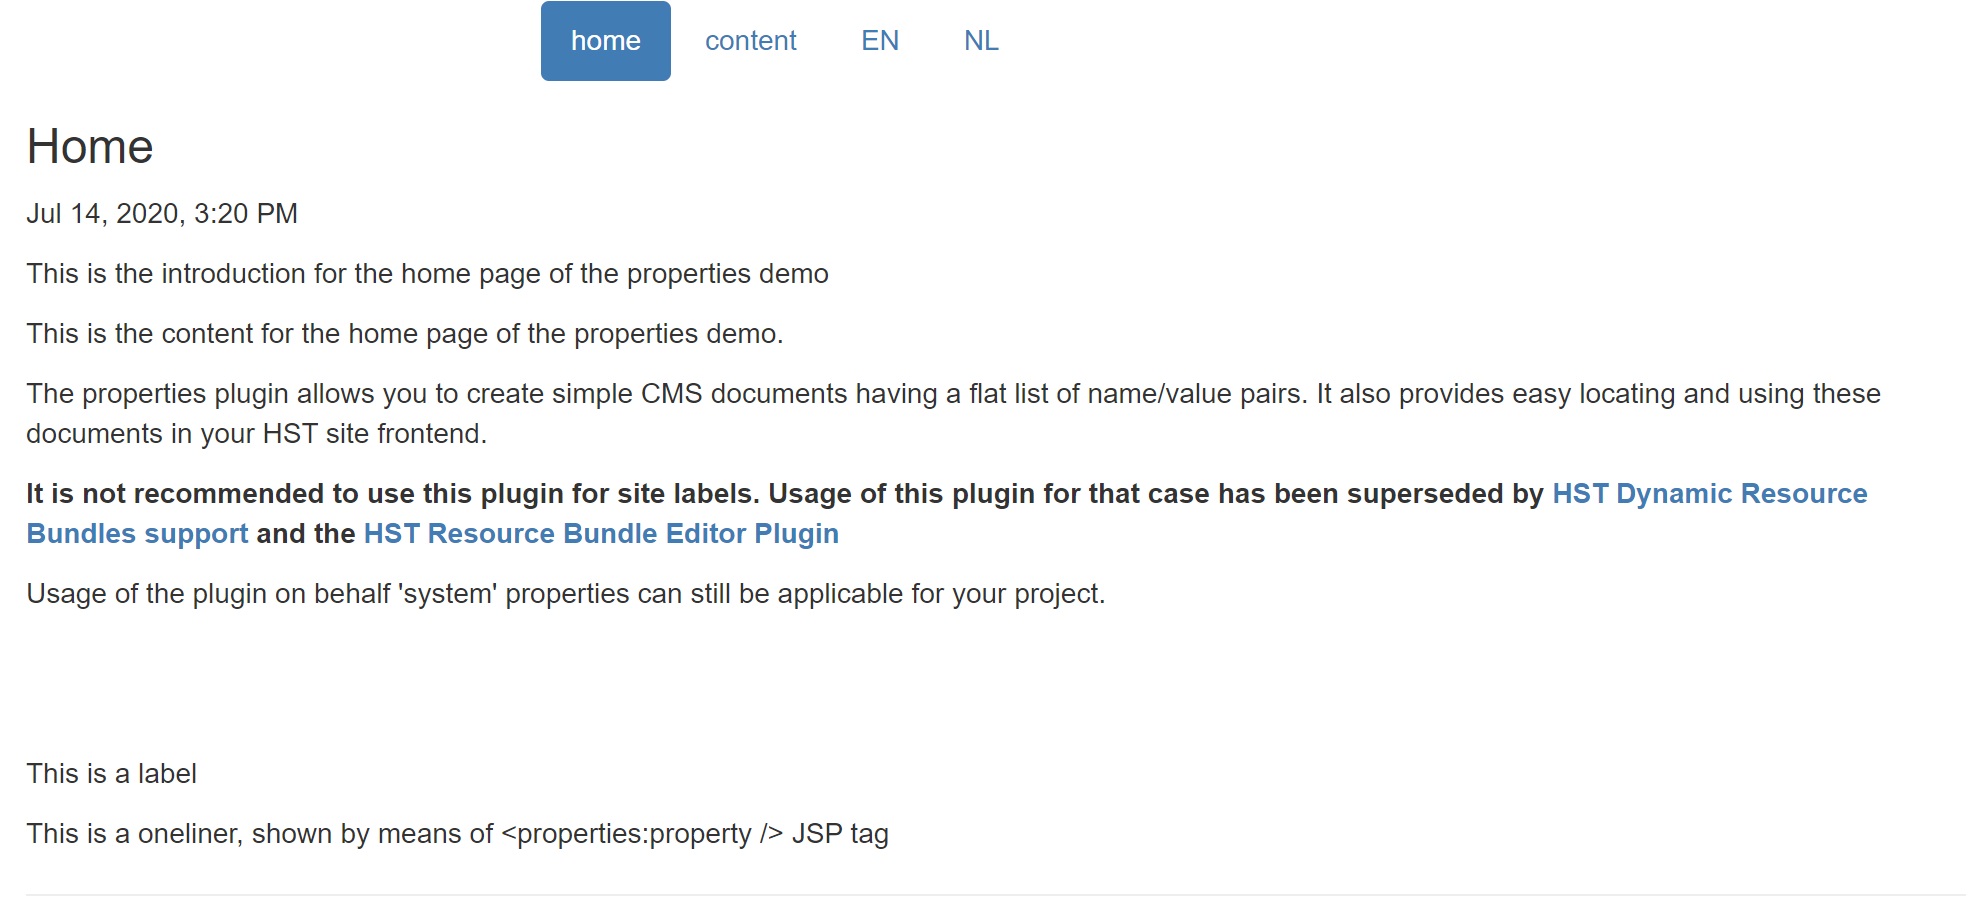 home content EN NL
Home
Jul 14, 2020, 3:20 PM
This is the introduction for the home page of the properties demo
This is the content for the home page of the properties demo.
The properties plugin allows you to create simple CMS documents having a flat list of name/value pairs. It also provides easy locating and using these
documents in your HST site frontend.
It is not recommended to use this plugin for site labels. Usage of this plugin for that case has been superseded by HST Dynamic Resource
Bundles support and the HST Resource Bundle Editor Plugin
Usage of the plugin on behalf 'system' properties can still be applicable for your project.
This is a label
This is a oneliner, shown by means of <properties:property /> JSP tag